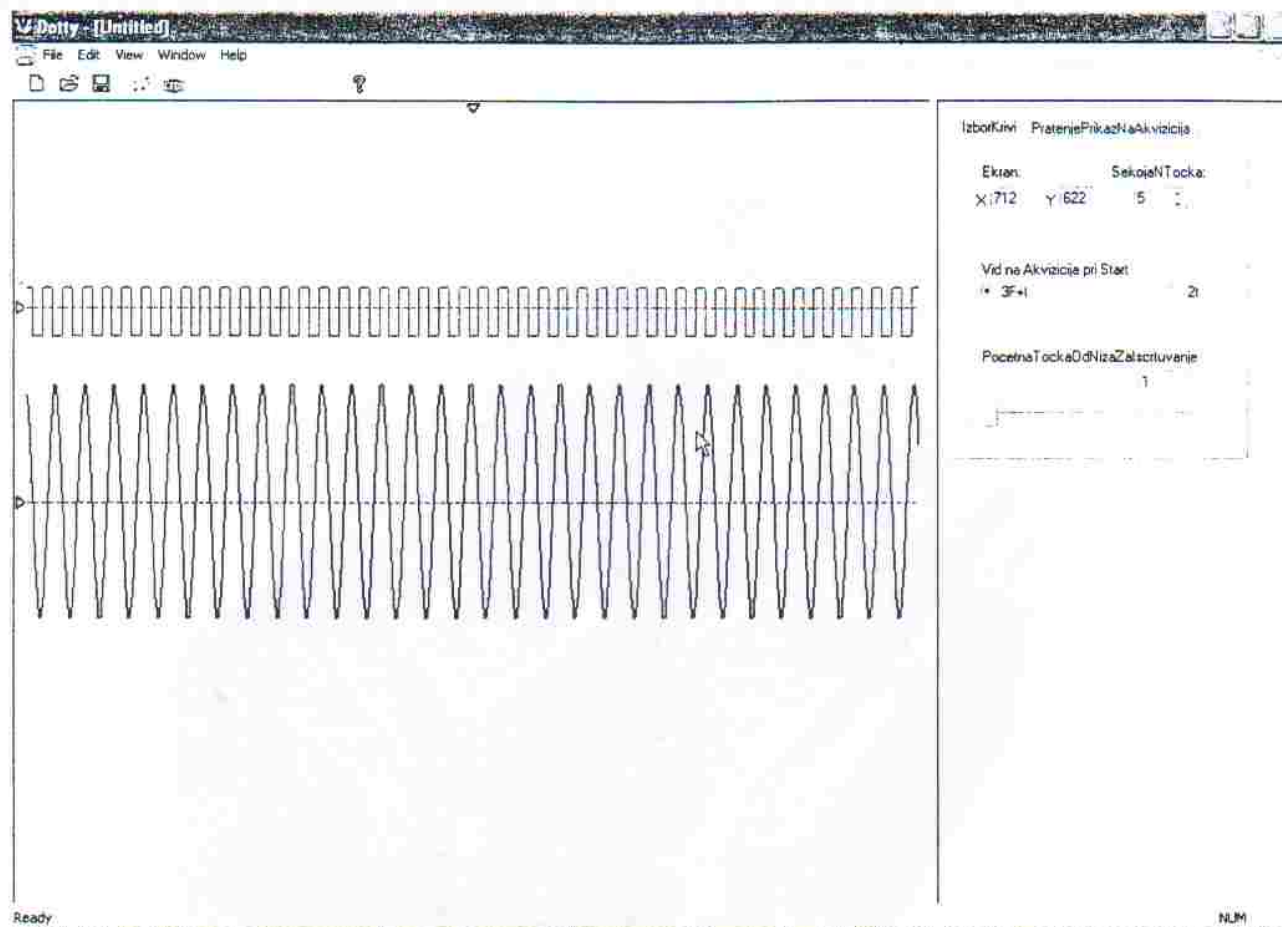 Dotty - [Untitled]
File Edit View Window Help
IzborKrivi PratenjePrikazNaAkvizicija
Ekran: SekojaNTocka:
X: 712 Y 622 5
Vid na Akvizicija pri Start
3F+I 2I
PocetnaTockaOdNizaZaIscrtuvanje
1
Ready NUM